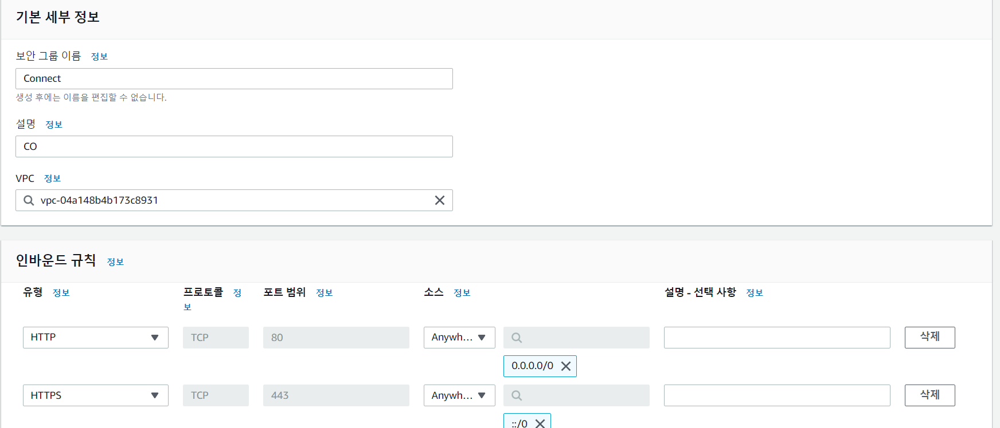 기본 세부 정보
보안 그룹 이름 정보
Connect
생성 후에는 이름을 편집할 수 없습니다.
설명 정보
CO
VPC 정보
vpc-04a148b4b173c8931
인바운드 규칙 정보
유형 정보 프로토콜 정보 포트 범위 정보 소스 정보 설명 - 선택 사항 정보
HTTP TCP 80 Anywh... 삭제
0.0.0.0/0
HTTPS TCP 443 Anywh... 삭제
::/0